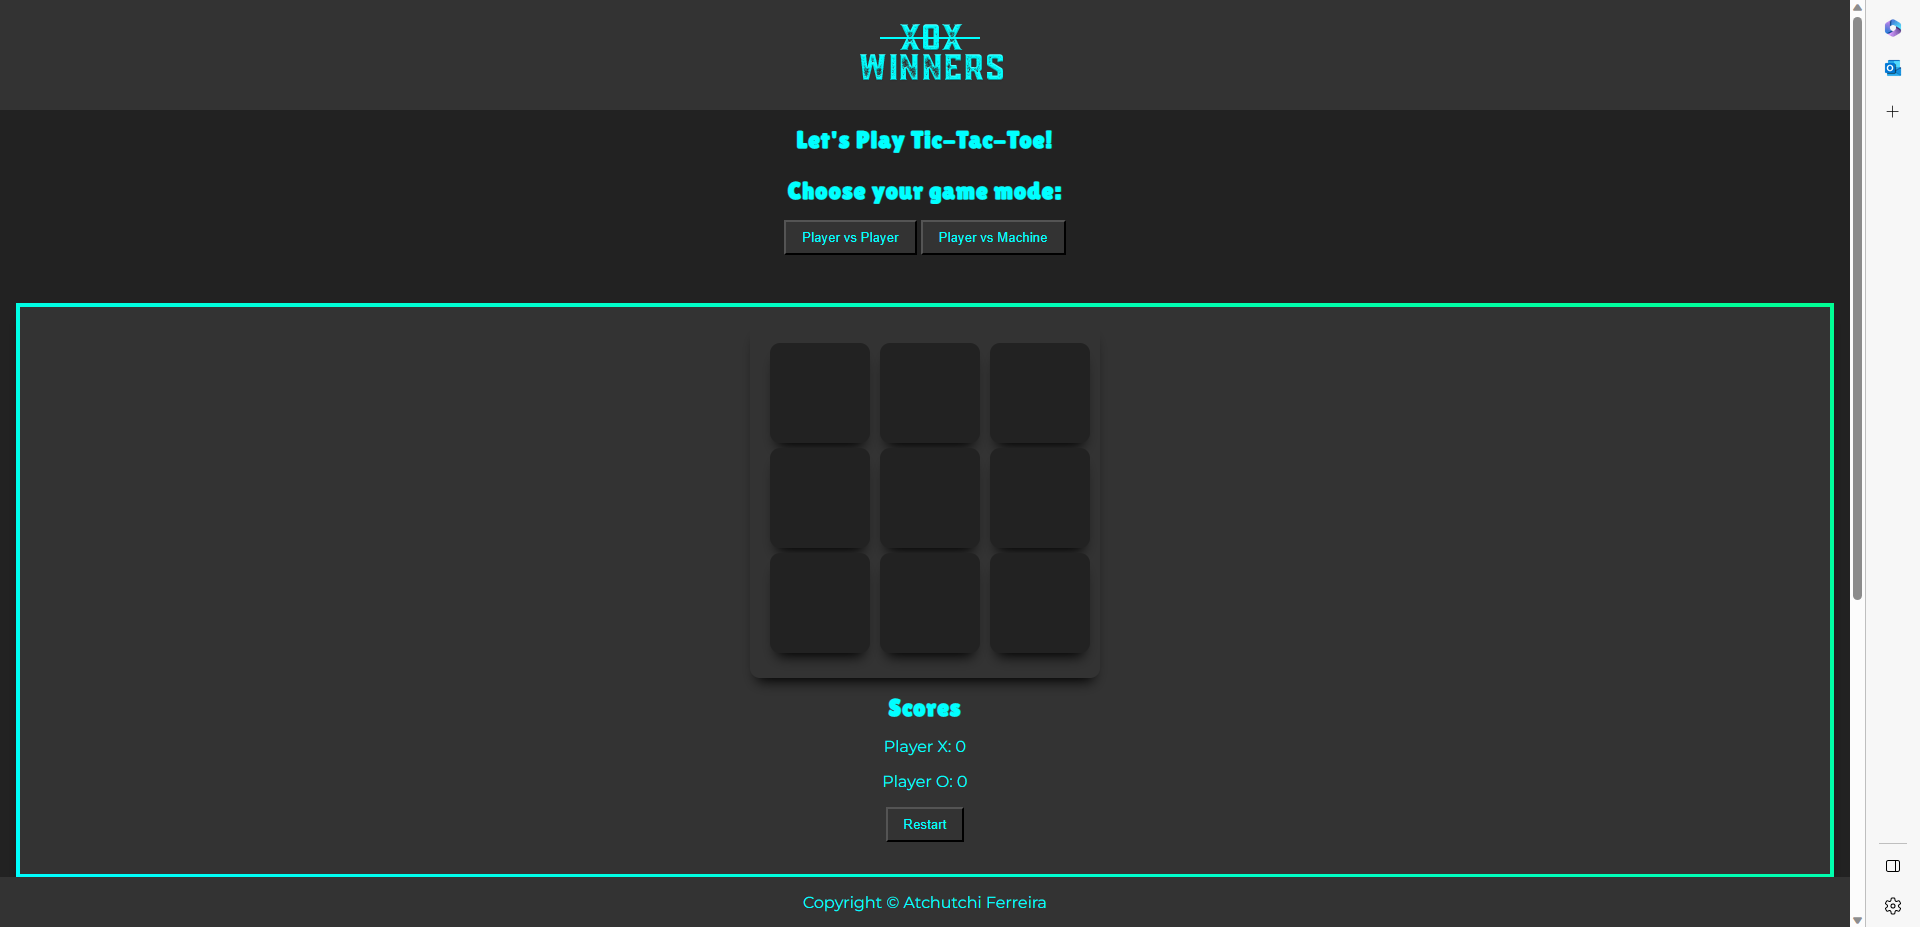 XOX
WINNERS
Let's Play Tic-Tac-Toe!
Choose your game mode:
Player vs Player Player vs Machine
Scores
Player X: 0
Player O: 0
Restart
Copyright © Atchutchi Ferreira